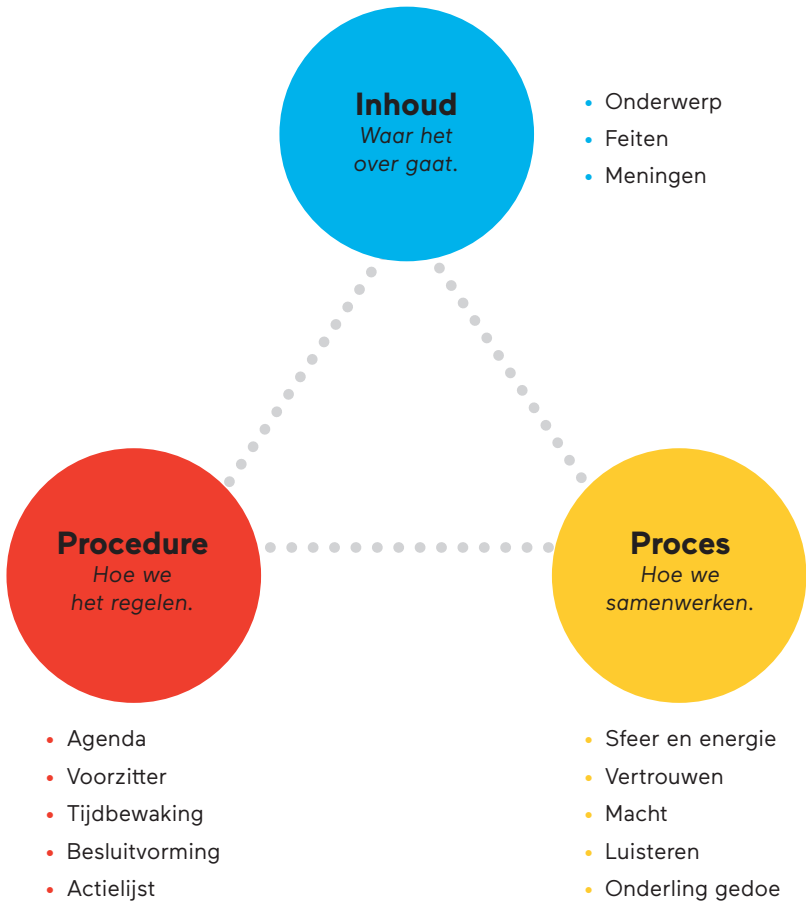 Inhoud
Waar het
over gaat.
• Onderwerp
• Feiten
• Meningen
Procedure
Hoe we
het regelen.
• Agenda
• Voorzitter
• Tijdbewaking
• Besluitvorming
• Actielijst
Proces
Hoe we
samenwerken.
• Sfeer en energie
• Vertrouwen
• Macht
• Luisteren
• Onderling gedoe